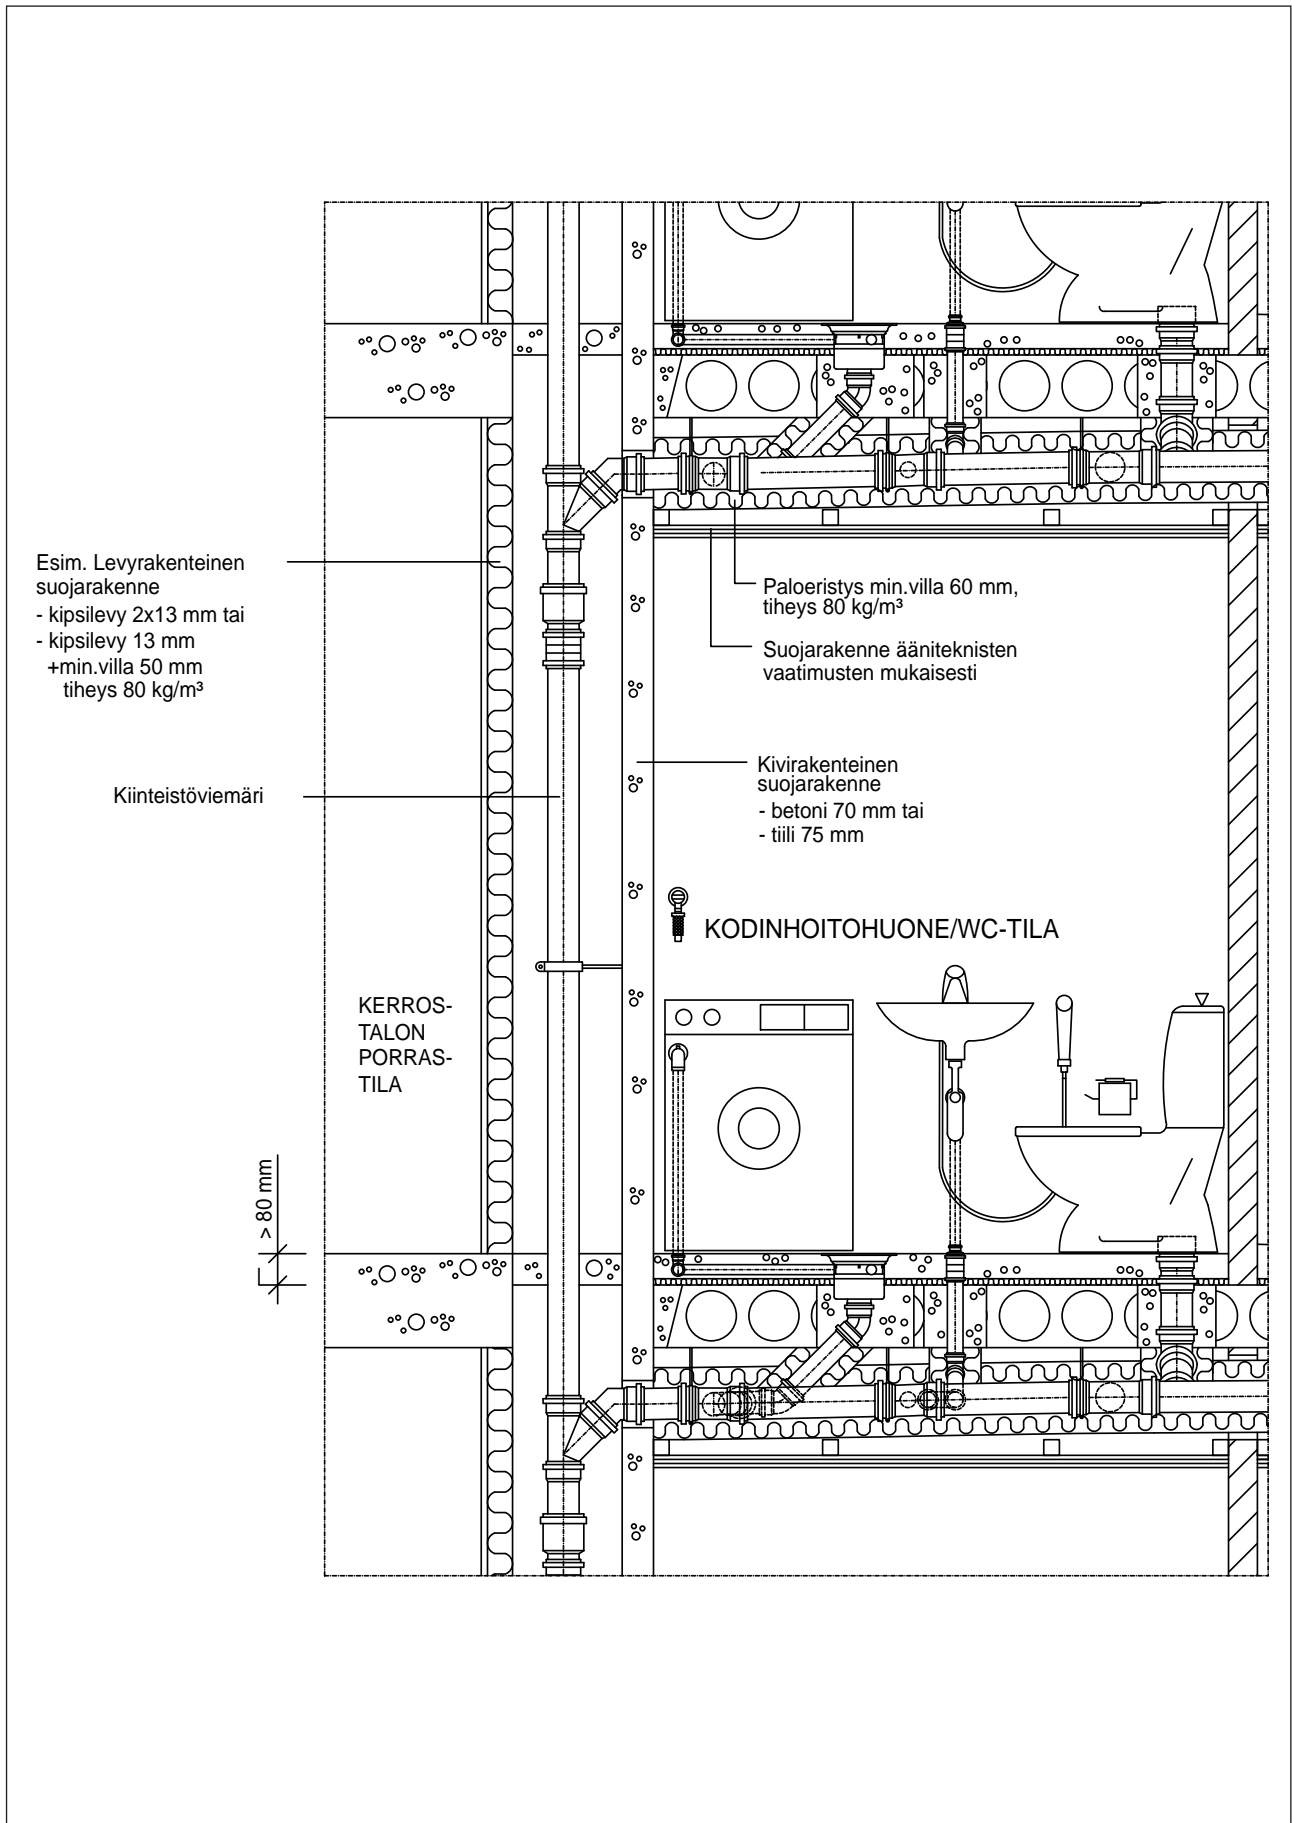 Esim. Levyrakenteinen
suojarakenne
- kipsilevy 2x13 mm tai
- kipsilevy 13 mm
+min.villa 50 mm
tiheys 80 kg/m³
Paloeristys min.villa 60 mm,
tiheys 80 kg/m³
Suojarakenne ääniteknisten
vaatimusten mukaisesti
Kivirakenteinen
suojarakenne
- betoni 70 mm tai
- tiili 75 mm
Kiinteistöviemäri
KODINHOITOHUONE/WC-TILA
KERROS-
TALON
PORRAS-
TILA
> 80 mm